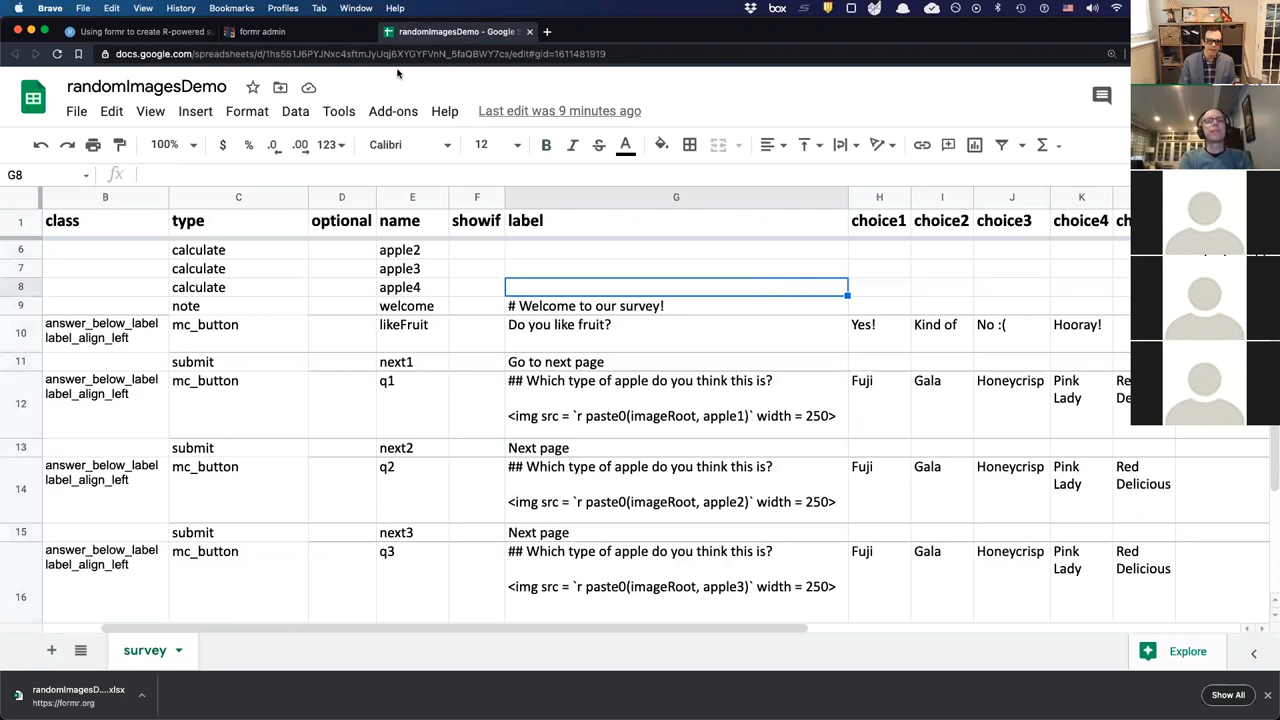 Brave File Edit View History Bookmarks Profiles Tab Window Help
Using formr to create R-powered su
formr admin
randomImagesDemo - Google S
docs.google.com/spreadsheets/d/1hs551J6PYJNxc4sftmJyUqj6XYGYFVnN_5faQBWY7cs/edit#gid=1611481919
randomImagesDemo
File Edit View Insert Format Data Tools Add-ons Help Last edit was 9 minutes ago
100% $ % .0 .00 123 Calibri 12 B I S A
G8 fx
B C D E F G H I J K
1 class type optional name showif label choice1 choice2 choice3 choice4 ch
6 calculate apple2
7 calculate apple3
8 calculate apple4
9 note welcome # Welcome to our survey!
10 answer_below_label label_align_left mc_button likeFruit Do you like fruit? Yes! Kind of No :( Hooray!
11 submit next1 Go to next page
12 answer_below_label label_align_left mc_button q1 ## Which type of apple do you think this is? Fuji Gala Honeycrisp Pink Lady Red De
<img src = `r paste0(imageRoot, apple1)` width = 250>
13 submit next2 Next page
14 answer_below_label label_align_left mc_button q2 ## Which type of apple do you think this is? Fuji Gala Honeycrisp Pink Lady Red Delicious
<img src = `r paste0(imageRoot, apple2)` width = 250>
15 submit next3 Next page
16 answer_below_label label_align_left mc_button q3 ## Which type of apple do you think this is? Fuji Gala Honeycrisp Pink Lady Red Delicious
<img src = `r paste0(imageRoot, apple3)` width = 250>
survey
Explore
randomImagesD....xlsx
https://formr.org
Show All